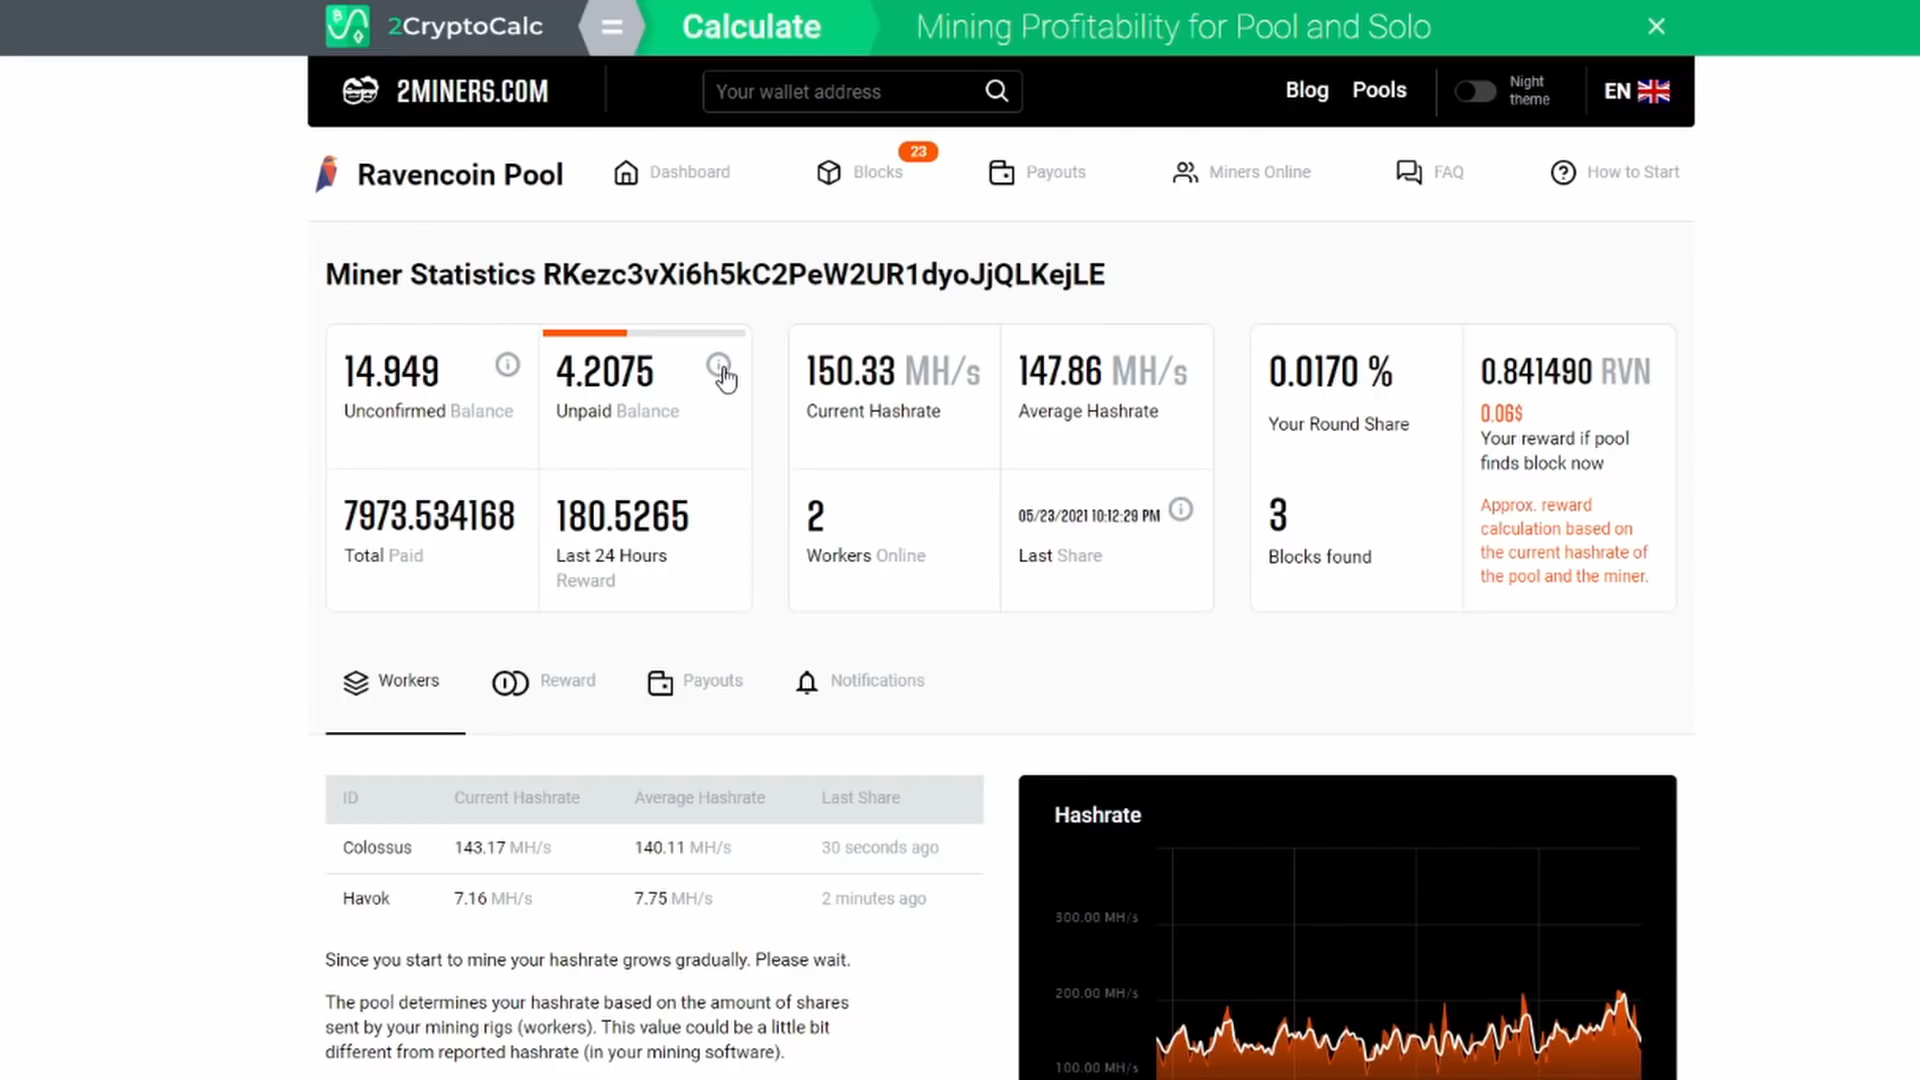 2CryptoCalc
=
Calculate
Mining Profitability for Pool and Solo
2MINERS.COM
Your wallet address
Blog
Pools
Night
theme
EN
Ravencoin Pool
Dashboard
Blocks
23
Payouts
Miners Online
FAQ
How to Start
Miner Statistics RKezc3vXi6h5kC2PeW2UR1dyoJjQLKejLE
14.949
Unconfirmed Balance
4.2075
Unpaid Balance
7973.534168
Total Paid
180.5265
Last 24 Hours
Reward
150.33 MH/s
Current Hashrate
147.86 MH/s
Average Hashrate
2
Workers Online
05/23/2021 10:12:29 PM
Last Share
0.0170 %
Your Round Share
3
Blocks found
0.841490 RVN
0.06$
Your reward if pool
finds block now
Approx. reward
calculation based on
the current hashrate of
the pool and the miner.
Workers
Reward
Payouts
Notifications
ID Current Hashrate Average Hashrate Last Share
Colossus 143.17 MH/s 140.11 MH/s 30 seconds ago
Havok 7.16 MH/s 7.75 MH/s 2 minutes ago
Since you start to mine your hashrate grows gradually. Please wait.
The pool determines your hashrate based on the amount of shares
sent by your mining rigs (workers). This value could be a little bit
different from reported hashrate (in your mining software).
Hashrate
300.00 MH/s
200.00 MH/s
100.00 MH/s